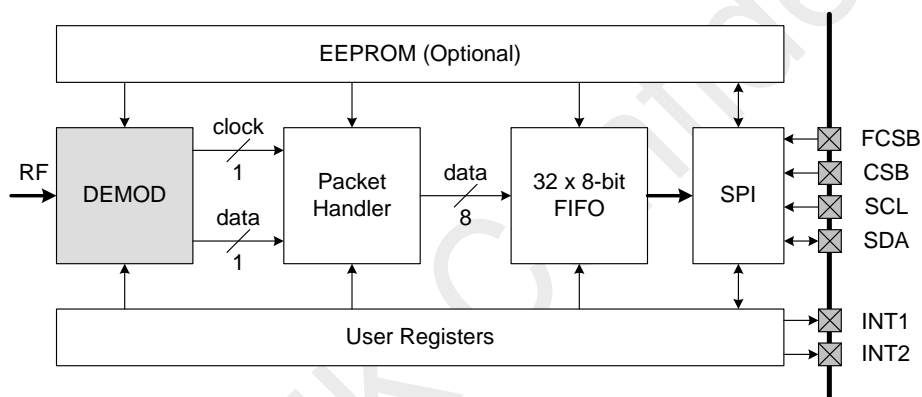 EEPROM (Optional)
clock
1
RF
DEMOD
data
1
Packet
Handler
data
8
32 x 8-bit
FIFO
SPI
FCSB
CSB
SCL
SDA
User Registers
INT1
INT2